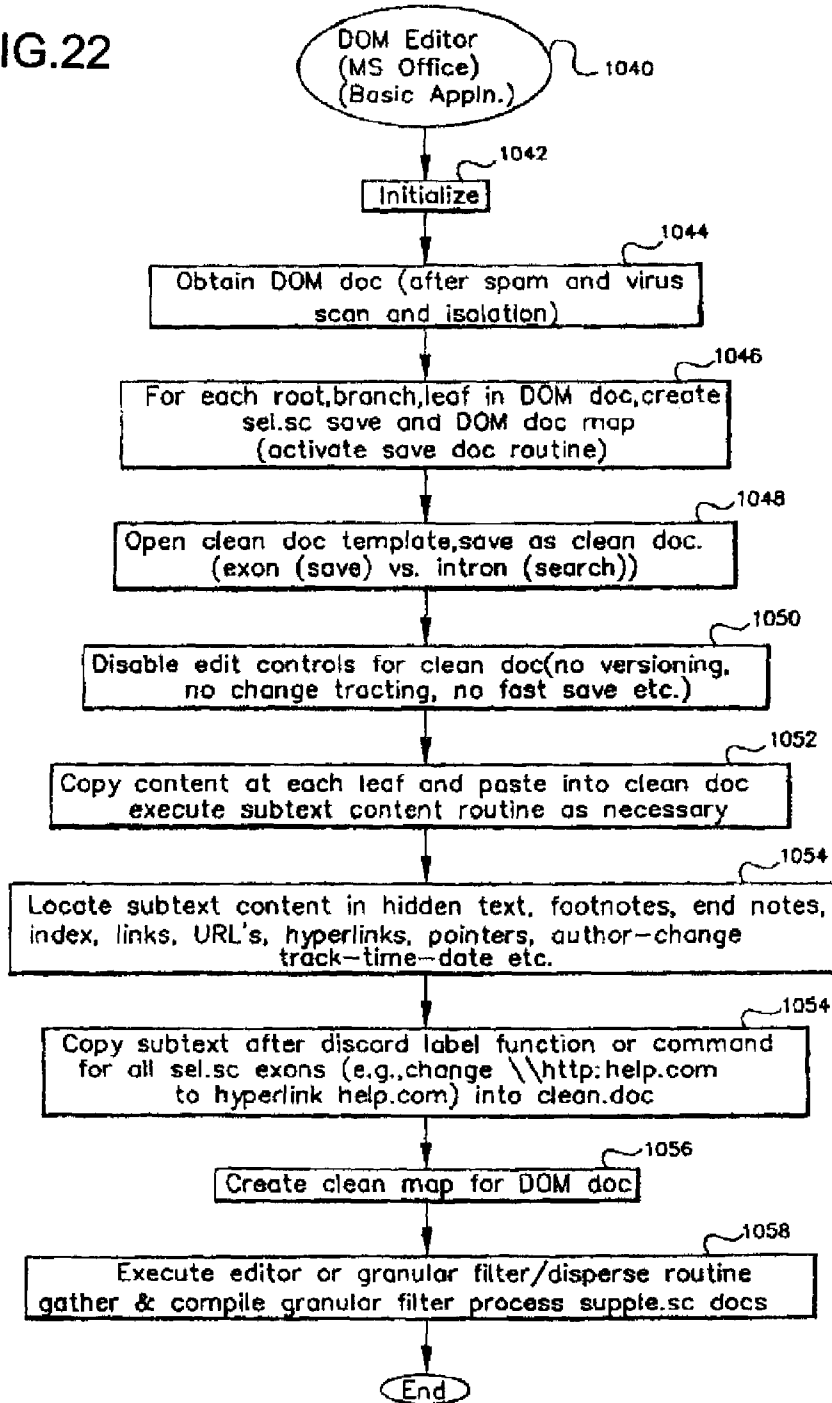 IG.22
DOM Editor
(MS Office)
(Basic Appln.)
1040
1042
Initialize
1044
Obtain DOM doc (after spam and virus
scan and isolation)
1046
For each root,branch,leaf in DOM doc,create
sel.sc save and DOM doc map
(activate save doc routine)
1048
Open clean doc template,save as clean doc.
(exon (save) vs. intron (search))
1050
Disable edit controls for clean doc(no versioning,
no change tracting, no fast save etc.)
1052
Copy content at each leaf and paste into clean doc
execute subtext content routine as necessary
1054
Locate subtext content in hidden text, footnotes, end notes,
index, links, URL's, hyperlinks, pointers, author-change
track-time-date etc.
1054
Copy subtext after discard label function or command
for all sel.sc exons (e.g.,change \\http:help.com
to hyperlink help.com) into clean.doc
1056
Create clean map for DOM doc
1058
Execute editor or granular filter/disperse routine
gather & compile granular filter process supple.sc docs
End